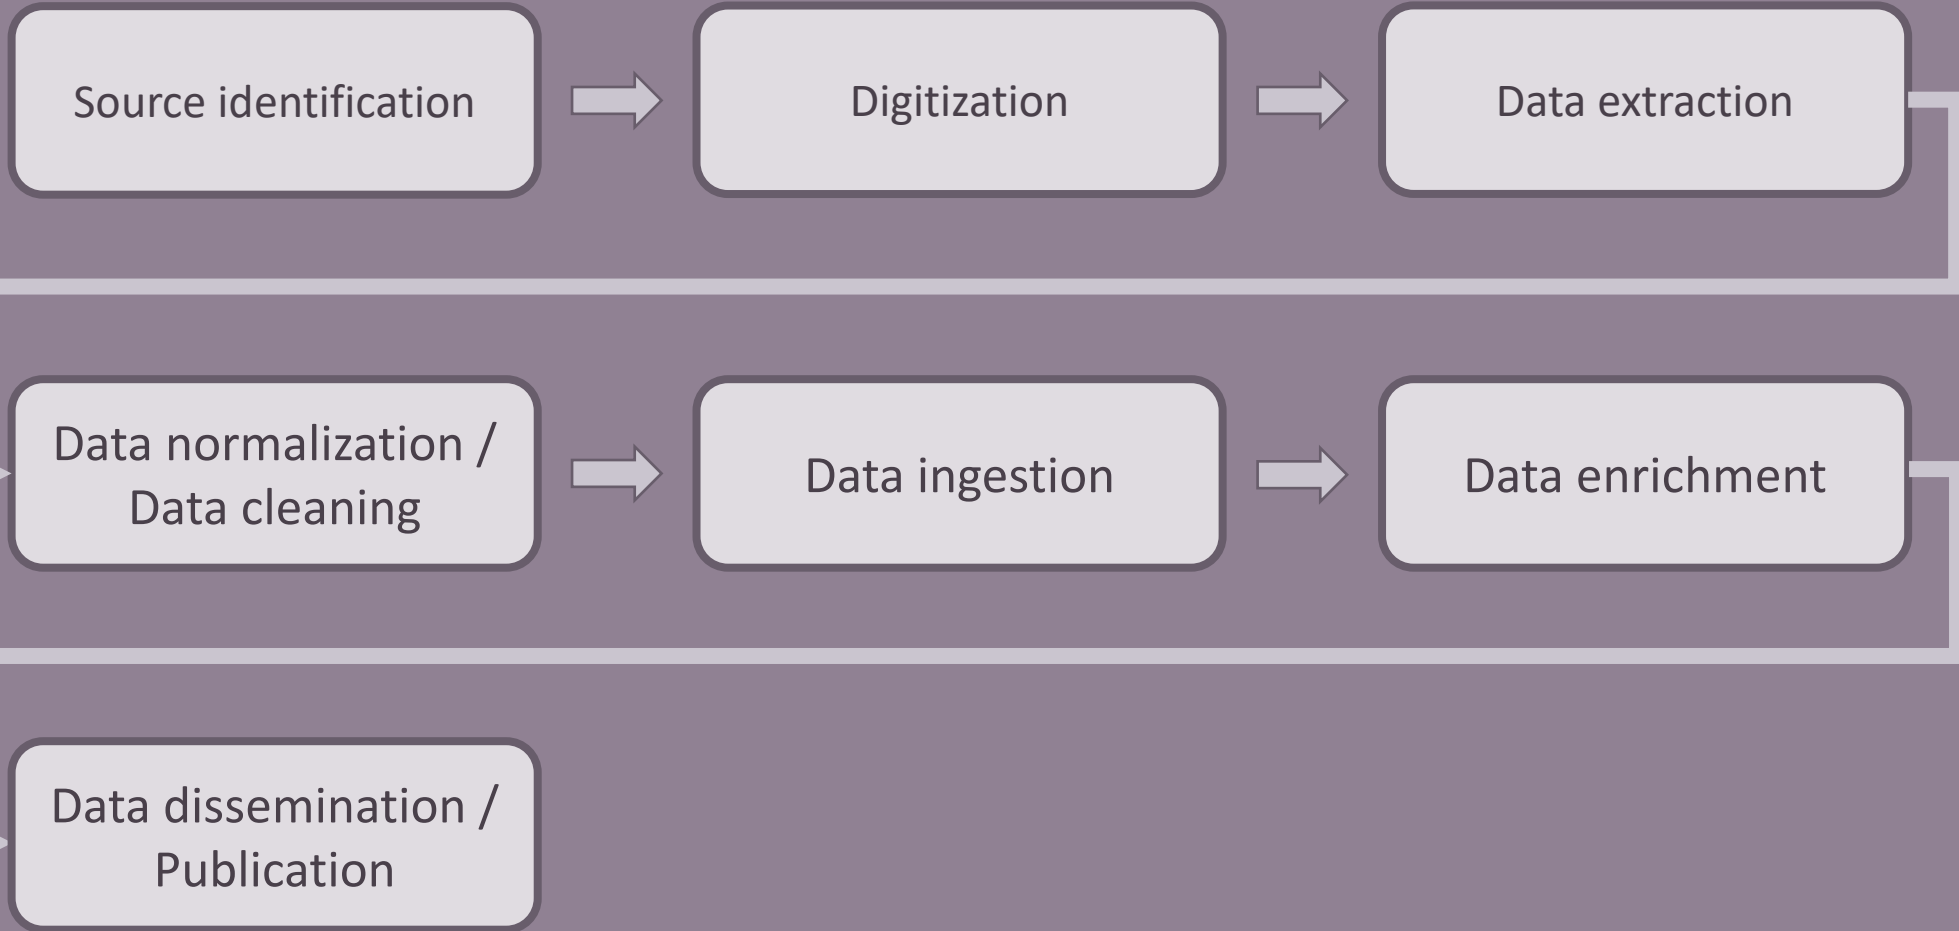 Source identification
Digitization
Data extraction
Data normalization /
Data cleaning
Data ingestion
Data enrichment
Data dissemination /
Publication